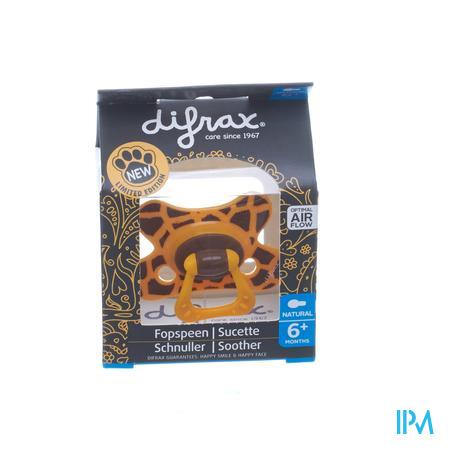 difrax®
care since 1967
NEW
LIMITED EDITION
OPTIMAL
AIR
FLOW
NATURAL
6+
MONTHS
Fopspeen | Sucette
Schnuller | Soother
DIFRAX GUARANTEES: HAPPY SMILE & HAPPY FACE
IPM